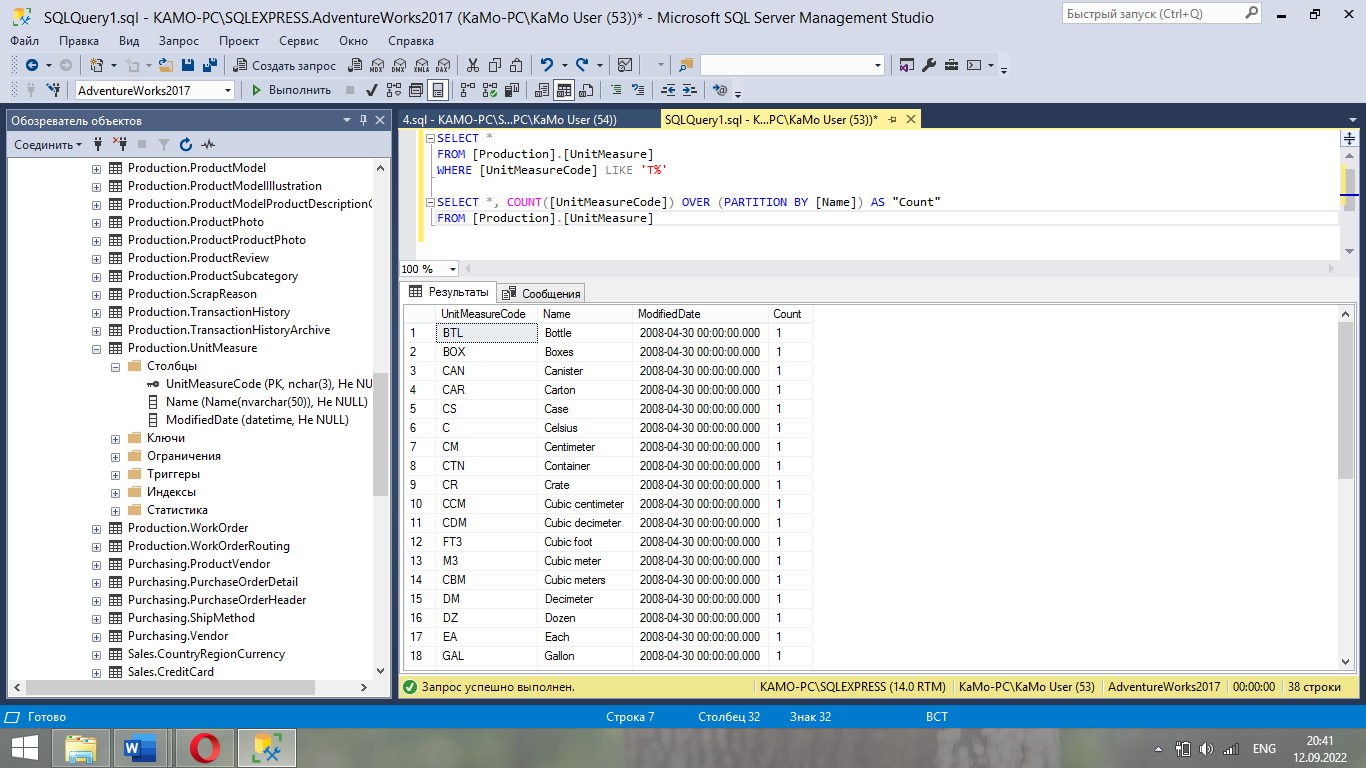 SQLQuery1.sql - KAMO-PC\SQLEXPRESS.AdventureWorks2017 (KaMo-PC\KaMo User (53))* - Microsoft SQL Server Management Studio
Быстрый запуск (Ctrl+Q)
Файл Правка Вид Запрос Проект Сервис Окно Справка
Создать запрос MDX DMX XMLA DAX
AdventureWorks2017 Выполнить
Обозреватель объектов
Соединить
Production.ProductModel
Production.ProductModelIllustration
Production.ProductModelProductDescriptionC
Production.ProductPhoto
Production.ProductProductPhoto
Production.ProductReview
Production.ProductSubcategory
Production.ScrapReason
Production.TransactionHistory
Production.TransactionHistoryArchive
Production.UnitMeasure
Столбцы
UnitMeasureCode (PK, nchar(3), Не NU
Name (Name(nvarchar(50)), Не NULL)
ModifiedDate (datetime, Не NULL)
Ключи
Ограничения
Триггеры
Индексы
Статистика
Production.WorkOrder
Production.WorkOrderRouting
Purchasing.ProductVendor
Purchasing.PurchaseOrderDetail
Purchasing.PurchaseOrderHeader
Purchasing.ShipMethod
Purchasing.Vendor
Sales.CountryRegionCurrency
Sales.CreditCard
4.sql - KAMO-PC\S...PC\KaMo User (54)) SQLQuery1.sql - K...PC\KaMo User (53))*
SELECT *
FROM [Production].[UnitMeasure]
WHERE [UnitMeasureCode] LIKE 'T%'
SELECT *, COUNT([UnitMeasureCode]) OVER (PARTITION BY [Name]) AS "Count"
FROM [Production].[UnitMeasure]
100 %
Результаты Сообщения
UnitMeasureCode Name ModifiedDate Count
1 BTL Bottle 2008-04-30 00:00:00.000 1
2 BOX Boxes 2008-04-30 00:00:00.000 1
3 CAN Canister 2008-04-30 00:00:00.000 1
4 CAR Carton 2008-04-30 00:00:00.000 1
5 CS Case 2008-04-30 00:00:00.000 1
6 C Celsius 2008-04-30 00:00:00.000 1
7 CM Centimeter 2008-04-30 00:00:00.000 1
8 CTN Container 2008-04-30 00:00:00.000 1
9 CR Crate 2008-04-30 00:00:00.000 1
10 CCM Cubic centimeter 2008-04-30 00:00:00.000 1
11 CDM Cubic decimeter 2008-04-30 00:00:00.000 1
12 FT3 Cubic foot 2008-04-30 00:00:00.000 1
13 M3 Cubic meter 2008-04-30 00:00:00.000 1
14 CBM Cubic meters 2008-04-30 00:00:00.000 1
15 DM Decimeter 2008-04-30 00:00:00.000 1
16 DZ Dozen 2008-04-30 00:00:00.000 1
17 EA Each 2008-04-30 00:00:00.000 1
18 GAL Gallon 2008-04-30 00:00:00.000 1
Запрос успешно выполнен. KAMO-PC\SQLEXPRESS (14.0 RTM) KaMo-PC\KaMo User (53) AdventureWorks2017 00:00:00 38 строки
Готово Строка 7 Столбец 32 Знак 32 ВСТ
ENG
20:41
12.09.2022